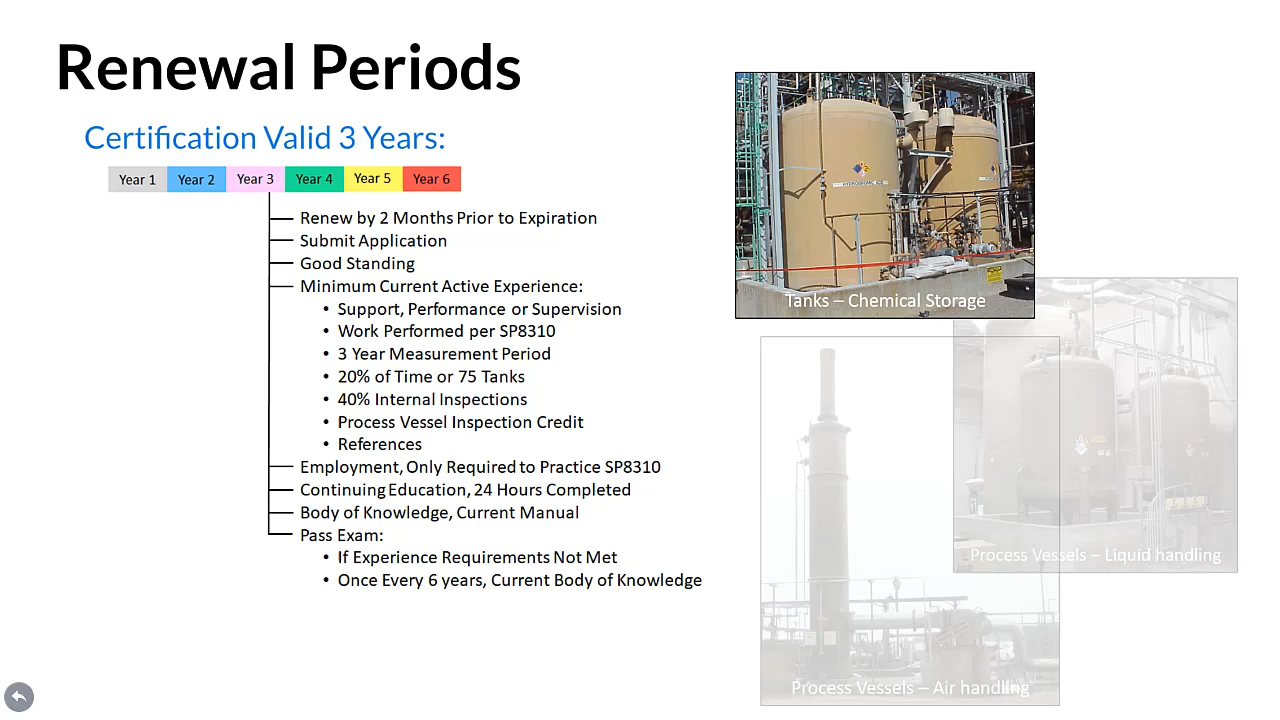 Renewal Periods
Certification Valid 3 Years:
Year 1 Year 2 Year 3 Year 4 Year 5 Year 6
Renew by 2 Months Prior to Expiration
Submit Application
Good Standing
Minimum Current Active Experience:
• Support, Performance or Supervision
• Work Performed per SP8310
• 3 Year Measurement Period
• 20% of Time or 75 Tanks
• 40% Internal Inspections
• Process Vessel Inspection Credit
• References
Employment, Only Required to Practice SP8310
Continuing Education, 24 Hours Completed
Body of Knowledge, Current Manual
Pass Exam:
• If Experience Requirements Not Met
• Once Every 6 years, Current Body of Knowledge
Tanks – Chemical Storage
Process Vessels – Liquid handling
Process Vessels – Air handling